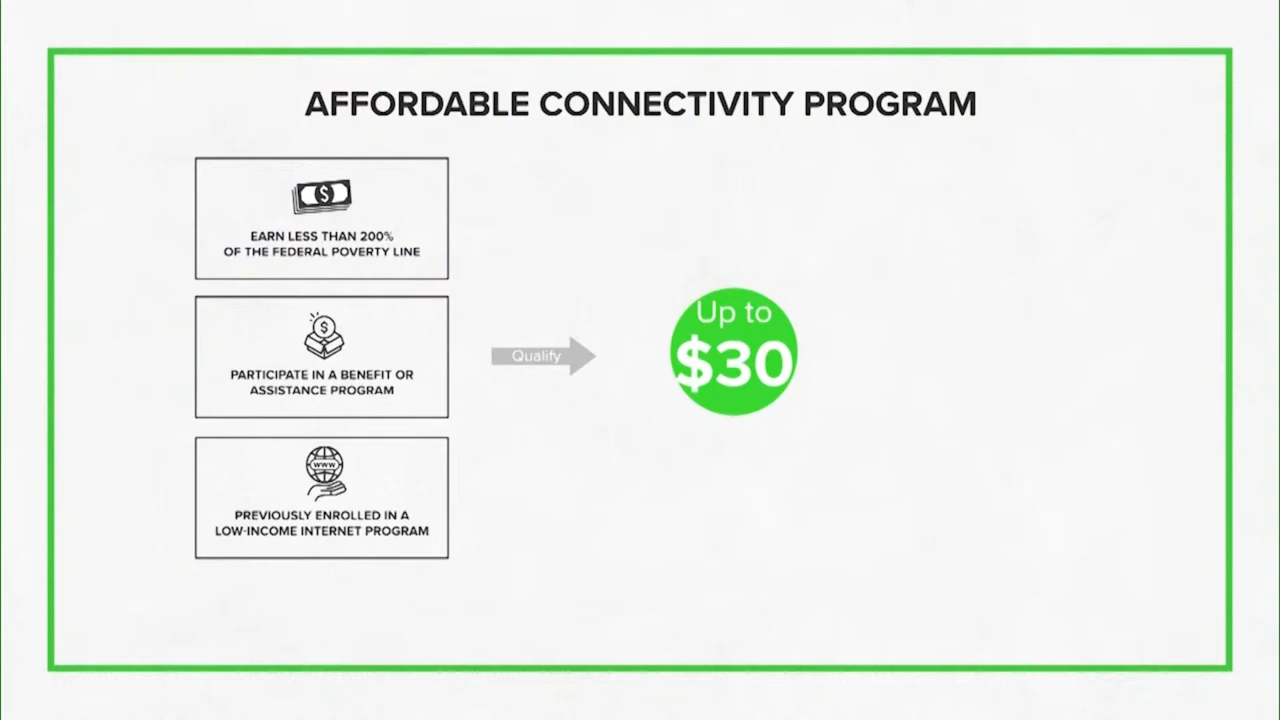 AFFORDABLE CONNECTIVITY PROGRAM
$
EARN LESS THAN 200%
OF THE FEDERAL POVERTY LINE
$
PARTICIPATE IN A BENEFIT OR
ASSISTANCE PROGRAM
WWW
PREVIOUSLY ENROLLED IN A
LOW-INCOME INTERNET PROGRAM
Qualify
Up to
$30